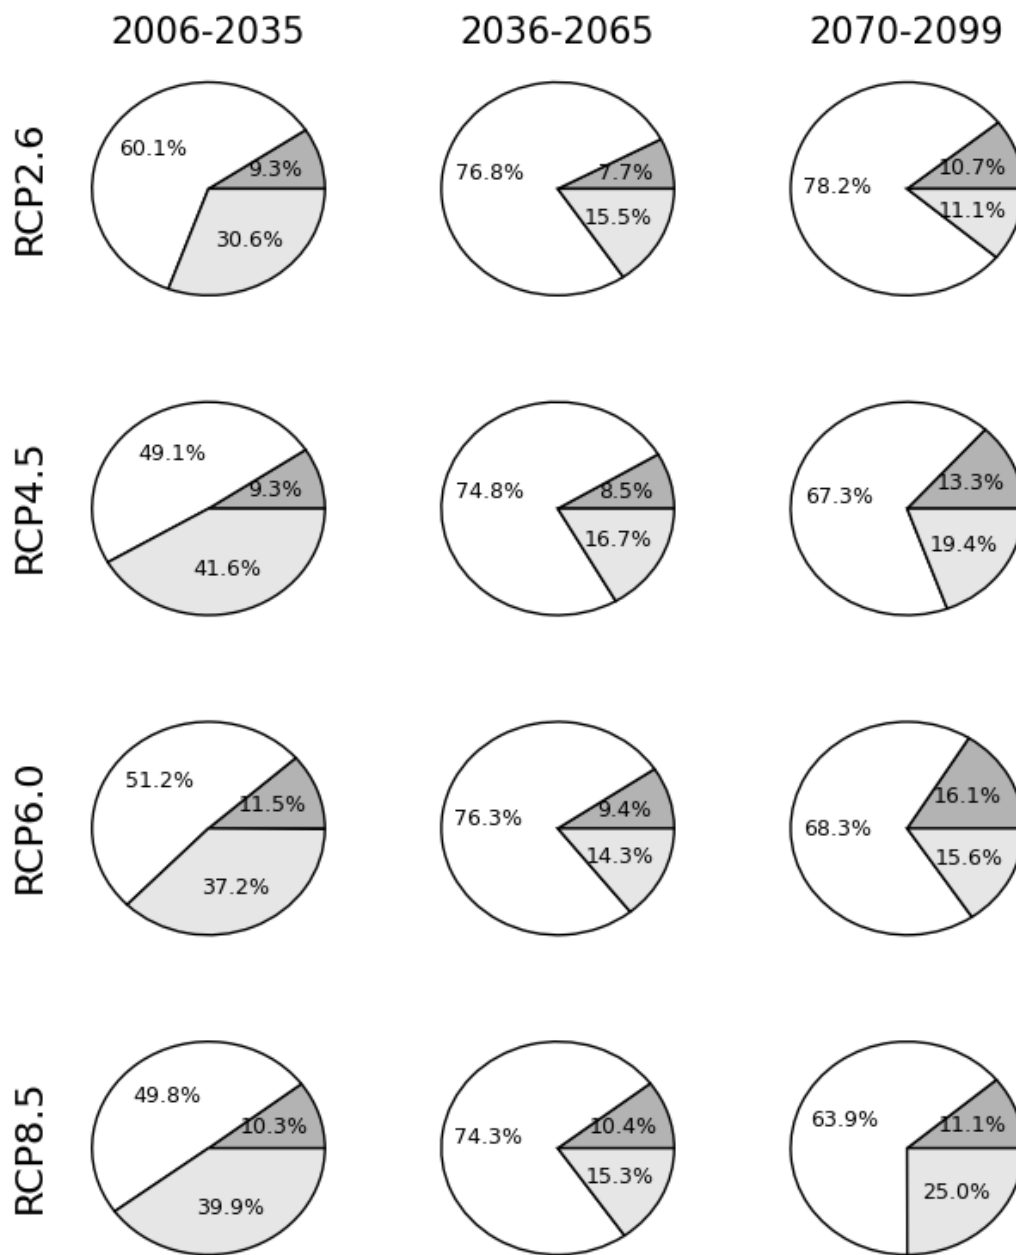 2006-2035 2036-2065 2070-2099
RCP2.6
60.1% 9.3% 30.6%
76.8% 7.7% 15.5%
78.2% 10.7% 11.1%
RCP4.5
49.1% 9.3% 41.6%
74.8% 8.5% 16.7%
67.3% 13.3% 19.4%
RCP6.0
51.2% 11.5% 37.2%
76.3% 9.4% 14.3%
68.3% 16.1% 15.6%
RCP8.5
49.8% 10.3% 39.9%
74.3% 10.4% 15.3%
63.9% 11.1% 25.0%